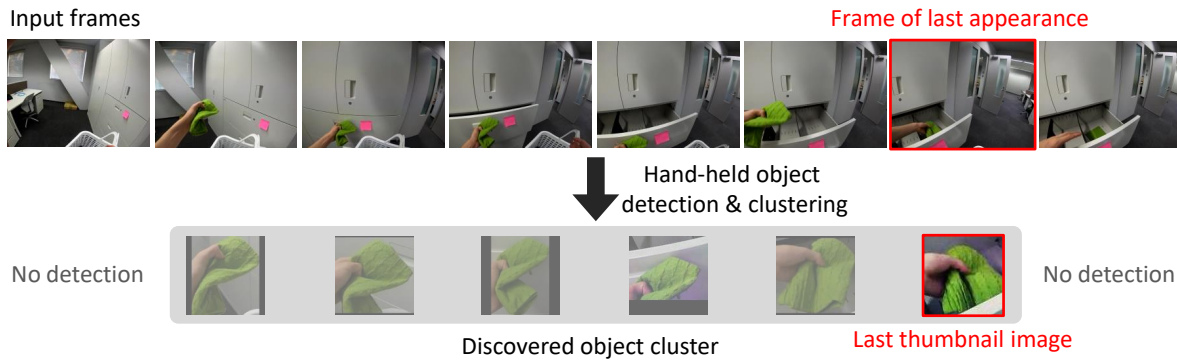 Input frames
Frame of last appearance
Hand-held object
detection & clustering
No detection
No detection
Last thumbnail image
Discovered object cluster